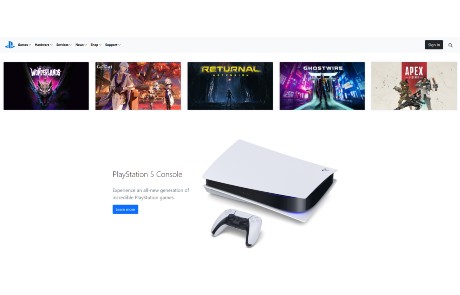 Games Hardware Services News Shop Support Sign In
WONDERLANDS
RETURNAL
GHOSTWIRE
APEX
PlayStation 5 Console
Experience an all-new generation of
incredible PlayStation games.
Learn more